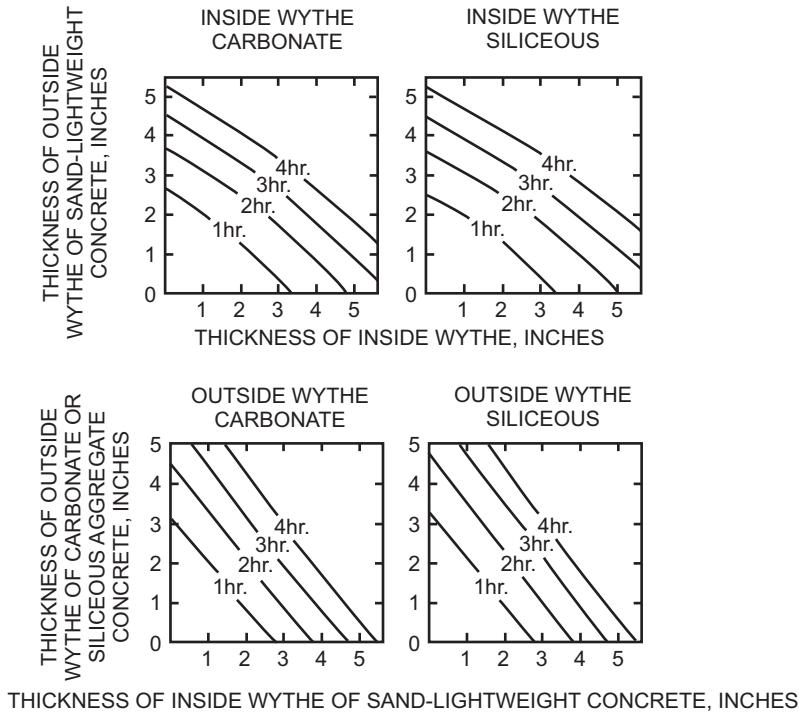 INSIDE WYTHE
CARBONATE
INSIDE WYTHE
SILICEOUS
THICKNESS OF OUTSIDE
WYTHE OF SAND-LIGHTWEIGHT
CONCRETE, INCHES
5
4
3
2
1
0
4hr.
3hr.
2hr.
1hr.
1 2 3 4 5
5
4
3
2
1
0
4hr.
3hr.
2hr.
1hr.
1 2 3 4 5
THICKNESS OF INSIDE WYTHE, INCHES
OUTSIDE WYTHE
CARBONATE
OUTSIDE WYTHE
SILICEOUS
THICKNESS OF OUTSIDE
WYTHE OF CARBONATE OR
SILICEOUS AGGREGATE
CONCRETE, INCHES
5
4
3
2
1
0
4hr.
3hr.
2hr.
1hr.
1 2 3 4 5
5
4
3
2
1
0
4hr.
3hr.
2hr.
1hr.
1 2 3 4 5
THICKNESS OF INSIDE WYTHE OF SAND-LIGHTWEIGHT CONCRETE, INCHES